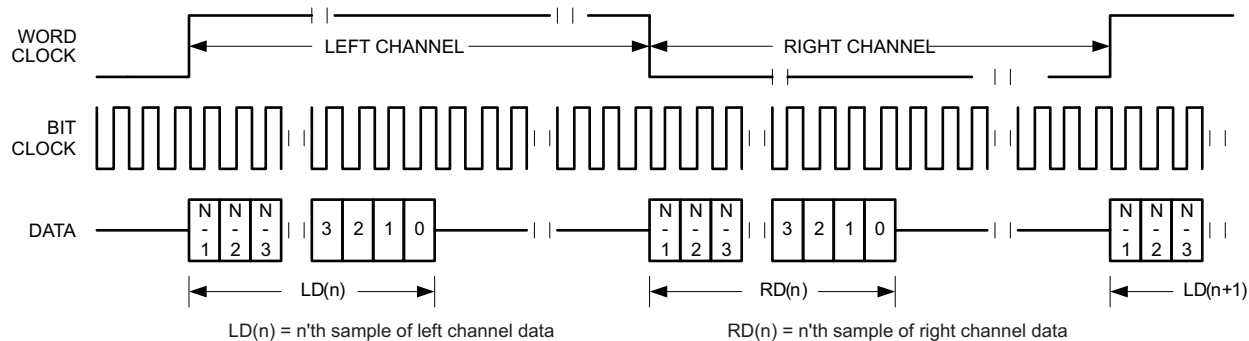 WORD
CLOCK
LEFT CHANNEL
RIGHT CHANNEL
BIT
CLOCK
DATA
N-1 N-2 N-3 3 2 1 0 N-1 N-2 N-3 3 2 1 0 N-1 N-2 N-3
LD(n) RD(n) LD(n+1)
LD(n) = n'th sample of left channel data
RD(n) = n'th sample of right channel data